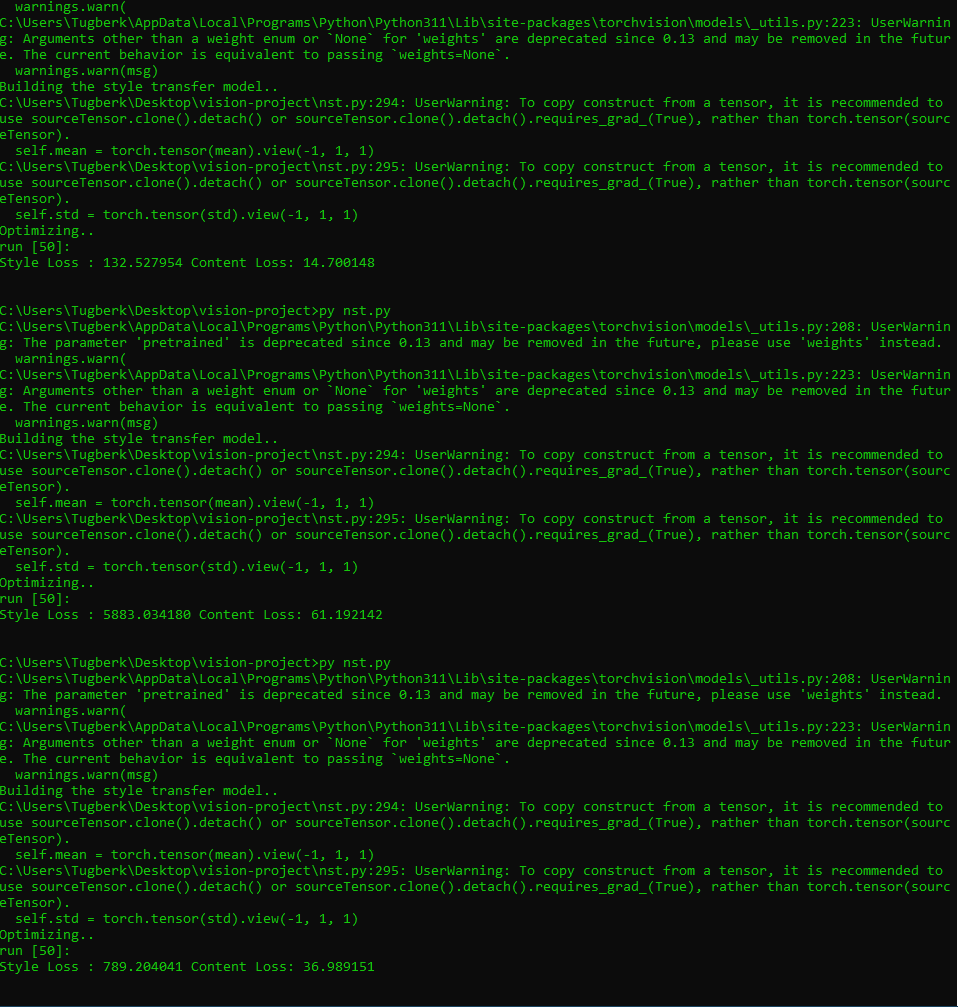 warnings.warn(
C:\Users\Tugberk\AppData\Local\Programs\Python\Python311\Lib\site-packages\torchvision\models\_utils.py:223: UserWarnin
g: Arguments other than a weight enum or `None` for 'weights' are deprecated since 0.13 and may be removed in the futur
e. The current behavior is equivalent to passing `weights=None`.
  warnings.warn(msg)
Building the style transfer model..
C:\Users\Tugberk\Desktop\vision-project\nst.py:294: UserWarning: To copy construct from a tensor, it is recommended to
use sourceTensor.clone().detach() or sourceTensor.clone().detach().requires_grad_(True), rather than torch.tensor(sourc
eTensor).
  self.mean = torch.tensor(mean).view(-1, 1, 1)
C:\Users\Tugberk\Desktop\vision-project\nst.py:295: UserWarning: To copy construct from a tensor, it is recommended to
use sourceTensor.clone().detach() or sourceTensor.clone().detach().requires_grad_(True), rather than torch.tensor(sourc
eTensor).
  self.std = torch.tensor(std).view(-1, 1, 1)
Optimizing..
run [50]:
Style Loss : 132.527954 Content Loss: 14.700148
C:\Users\Tugberk\Desktop\vision-project>py nst.py
C:\Users\Tugberk\AppData\Local\Programs\Python\Python311\Lib\site-packages\torchvision\models\_utils.py:208: UserWarnin
g: The parameter 'pretrained' is deprecated since 0.13 and may be removed in the future, please use 'weights' instead.
  warnings.warn(
C:\Users\Tugberk\AppData\Local\Programs\Python\Python311\Lib\site-packages\torchvision\models\_utils.py:223: UserWarnin
g: Arguments other than a weight enum or `None` for 'weights' are deprecated since 0.13 and may be removed in the futur
e. The current behavior is equivalent to passing `weights=None`.
  warnings.warn(msg)
Building the style transfer model..
C:\Users\Tugberk\Desktop\vision-project\nst.py:294: UserWarning: To copy construct from a tensor, it is recommended to
use sourceTensor.clone().detach() or sourceTensor.clone().detach().requires_grad_(True), rather than torch.tensor(sourc
eTensor).
  self.mean = torch.tensor(mean).view(-1, 1, 1)
C:\Users\Tugberk\Desktop\vision-project\nst.py:295: UserWarning: To copy construct from a tensor, it is recommended to
use sourceTensor.clone().detach() or sourceTensor.clone().detach().requires_grad_(True), rather than torch.tensor(sourc
eTensor).
  self.std = torch.tensor(std).view(-1, 1, 1)
Optimizing..
run [50]:
Style Loss : 5883.034180 Content Loss: 61.192142
C:\Users\Tugberk\Desktop\vision-project>py nst.py
C:\Users\Tugberk\AppData\Local\Programs\Python\Python311\Lib\site-packages\torchvision\models\_utils.py:208: UserWarnin
g: The parameter 'pretrained' is deprecated since 0.13 and may be removed in the future, please use 'weights' instead.
  warnings.warn(
C:\Users\Tugberk\AppData\Local\Programs\Python\Python311\Lib\site-packages\torchvision\models\_utils.py:223: UserWarnin
g: Arguments other than a weight enum or `None` for 'weights' are deprecated since 0.13 and may be removed in the futur
e. The current behavior is equivalent to passing `weights=None`.
  warnings.warn(msg)
Building the style transfer model..
C:\Users\Tugberk\Desktop\vision-project\nst.py:294: UserWarning: To copy construct from a tensor, it is recommended to
use sourceTensor.clone().detach() or sourceTensor.clone().detach().requires_grad_(True), rather than torch.tensor(sourc
eTensor).
  self.mean = torch.tensor(mean).view(-1, 1, 1)
C:\Users\Tugberk\Desktop\vision-project\nst.py:295: UserWarning: To copy construct from a tensor, it is recommended to
use sourceTensor.clone().detach() or sourceTensor.clone().detach().requires_grad_(True), rather than torch.tensor(sourc
eTensor).
  self.std = torch.tensor(std).view(-1, 1, 1)
Optimizing..
run [50]:
Style Loss : 789.204041 Content Loss: 36.989151